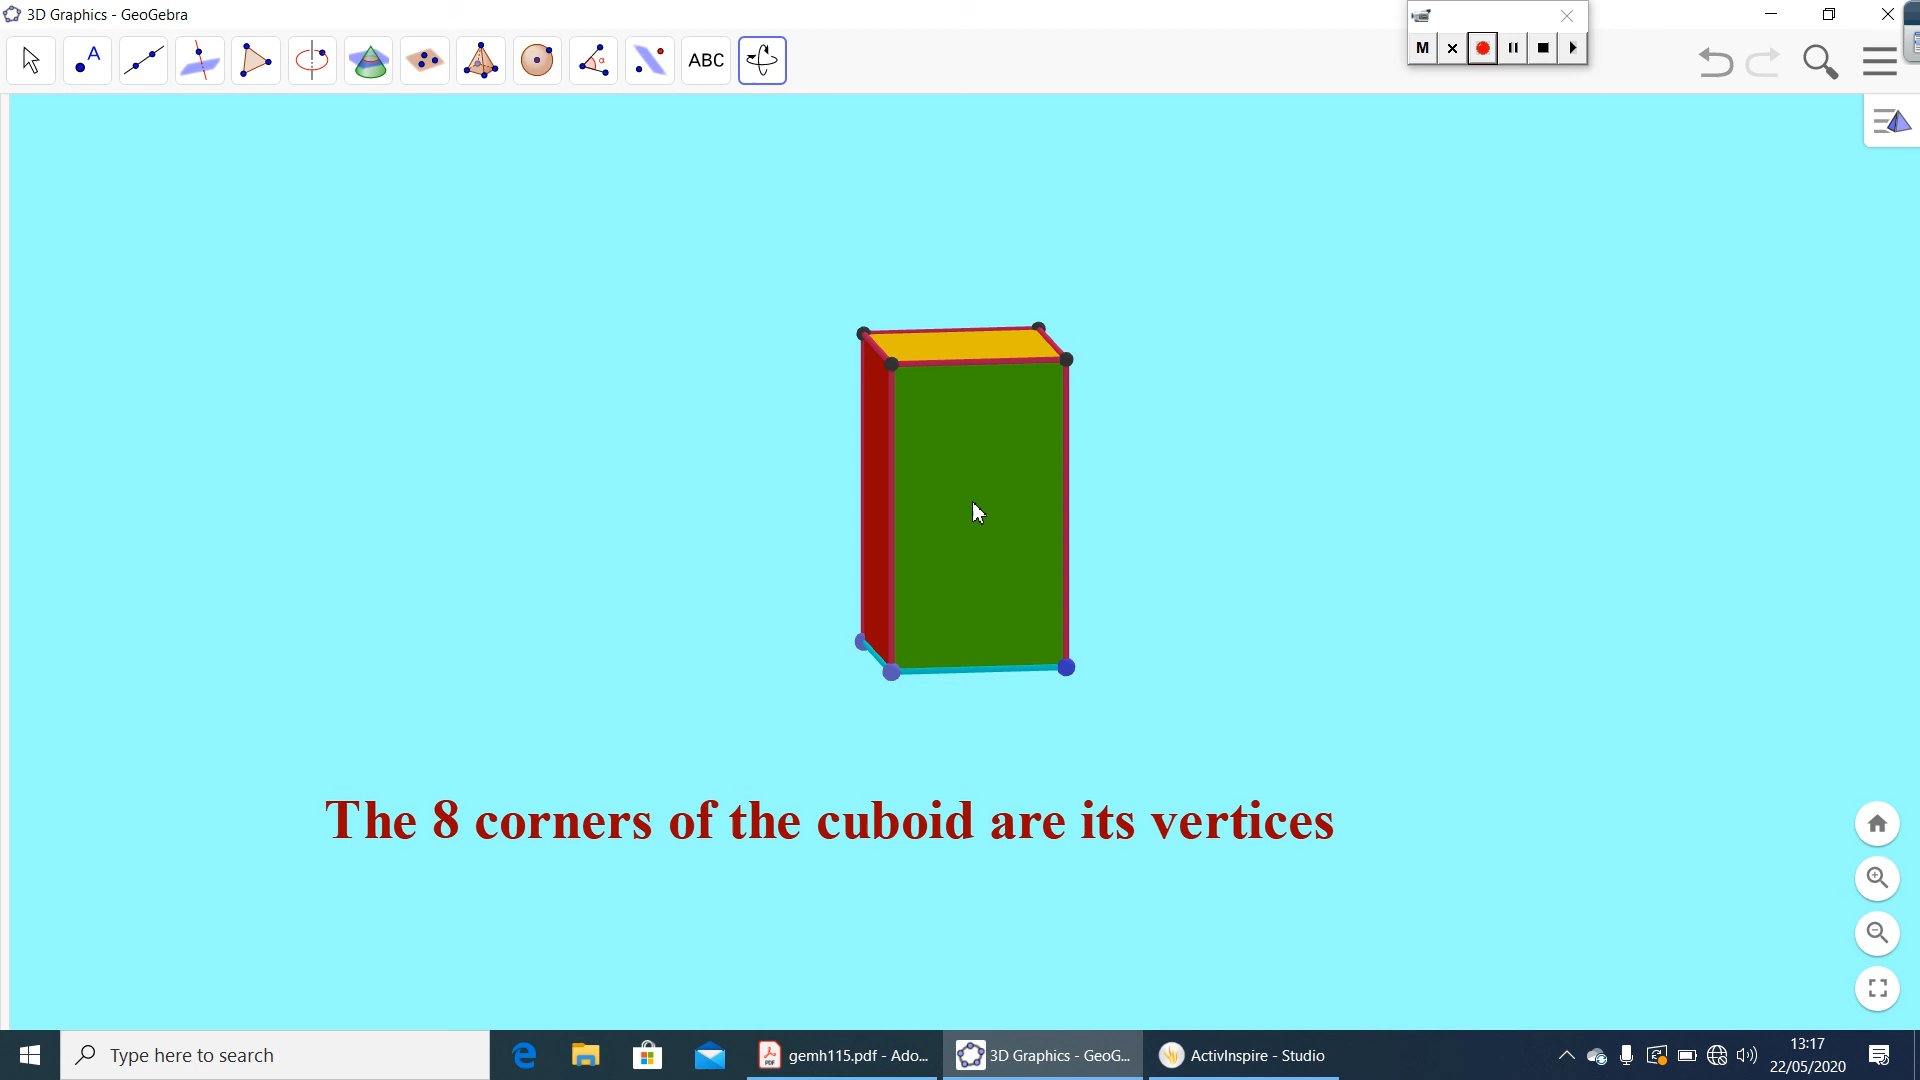 3D Graphics - GeoGebra
M
A
α
ABC
The 8 corners of the cuboid are its vertices
Type here to search
gemh115.pdf - Ado...
3D Graphics - GeoG...
ActivInspire - Studio
13:17
22/05/2020